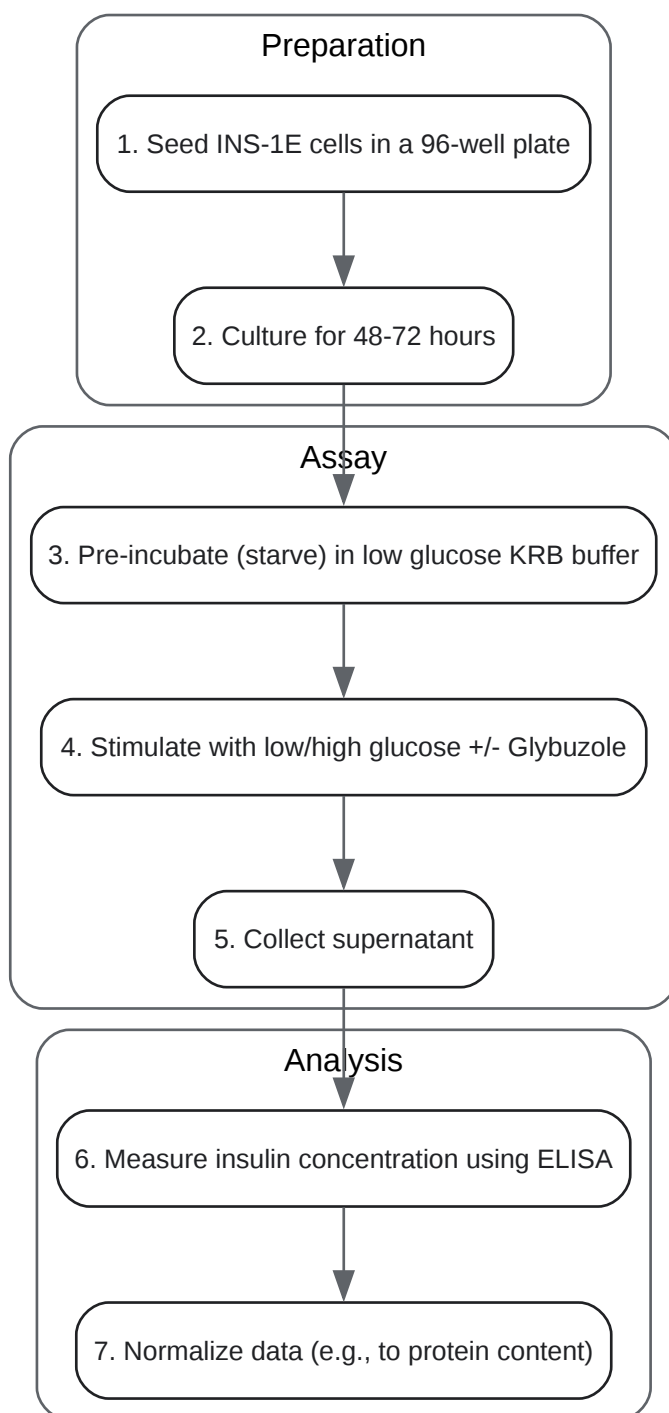 Preparation
1. Seed INS-1E cells in a 96-well plate
2. Culture for 48-72 hours
Assay
3. Pre-incubate (starve) in low glucose KRB buffer
4. Stimulate with low/high glucose +/- Glybuzole
5. Collect supernatant
Analysis
6. Measure insulin concentration using ELISA
7. Normalize data (e.g., to protein content)